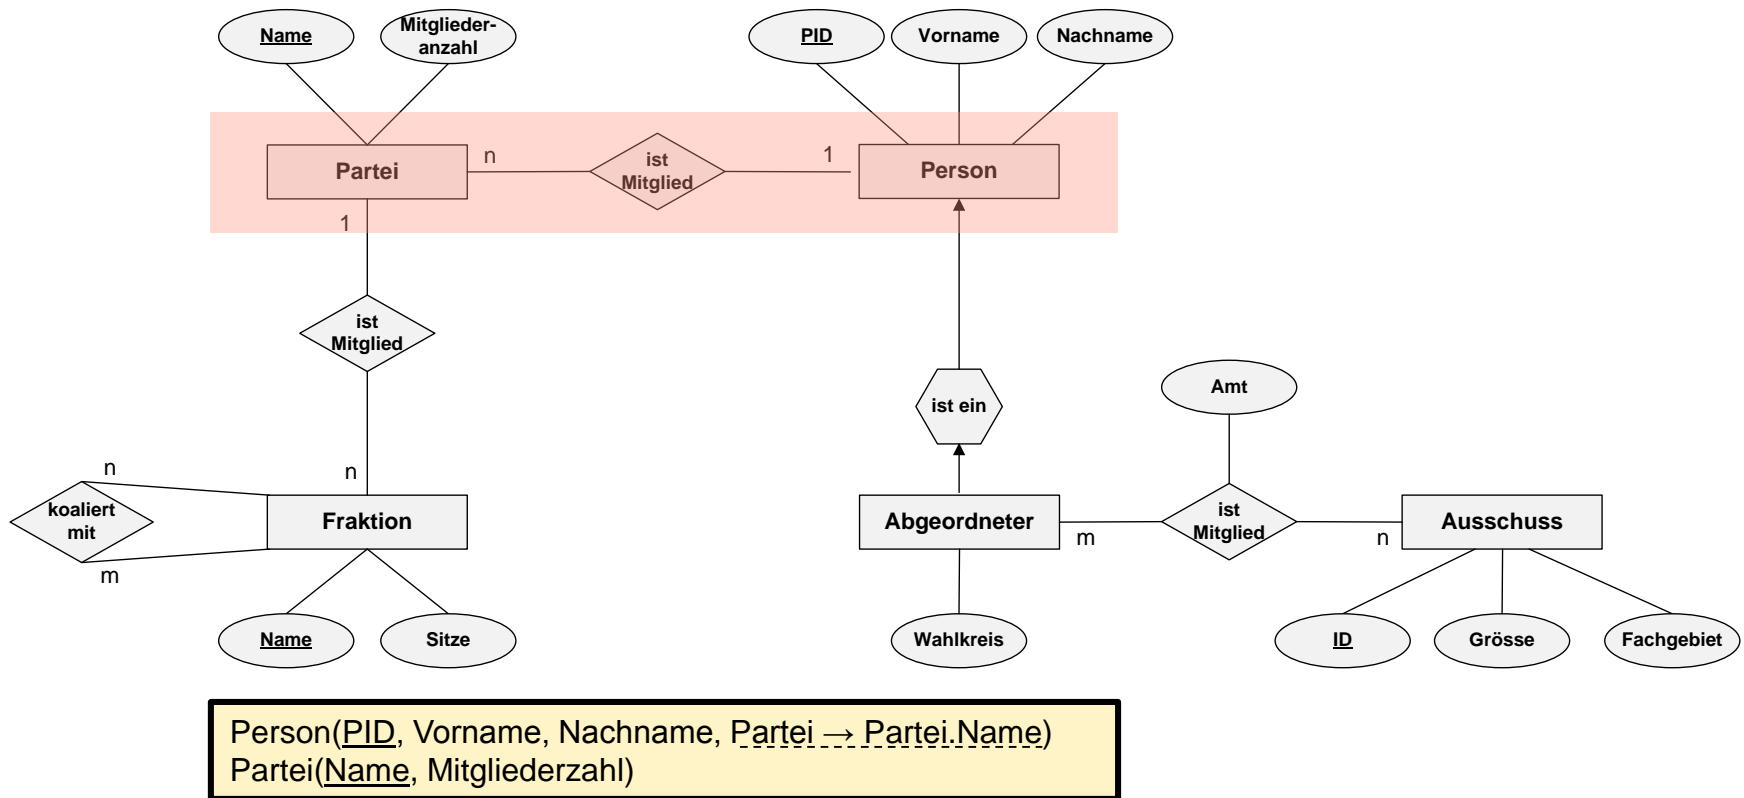 Name
Mitglieder-
anzahl
PID
Vorname
Nachname
Partei
n
ist
Mitglied
1
Person
1
ist
Mitglied
n
ist ein
Amt
n
koaliert
mit
m
Fraktion
Abgeordneter
m
ist
Mitglied
n
Ausschuss
Name
Sitze
Wahlkreis
ID
Grösse
Fachgebiet
Person(PID, Vorname, Nachname, Partei → Partei.Name)
Partei(Name, Mitgliederzahl)